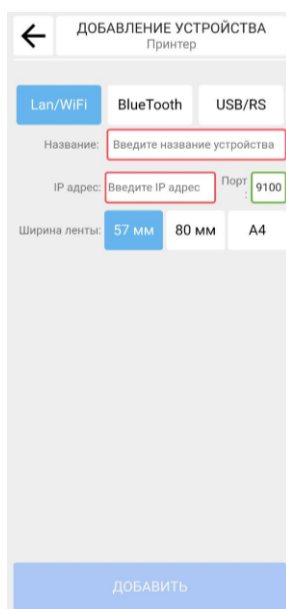 ДОБАВЛЕНИЕ УСТРОЙСТВА
Принтер
Lan/WiFi BlueTooth USB/RS
Название: Введите название устройства
IP адрес: Введите IP адрес Порт : 9100
Ширина ленты: 57 мм 80 мм A4
ДОБАВИТЬ